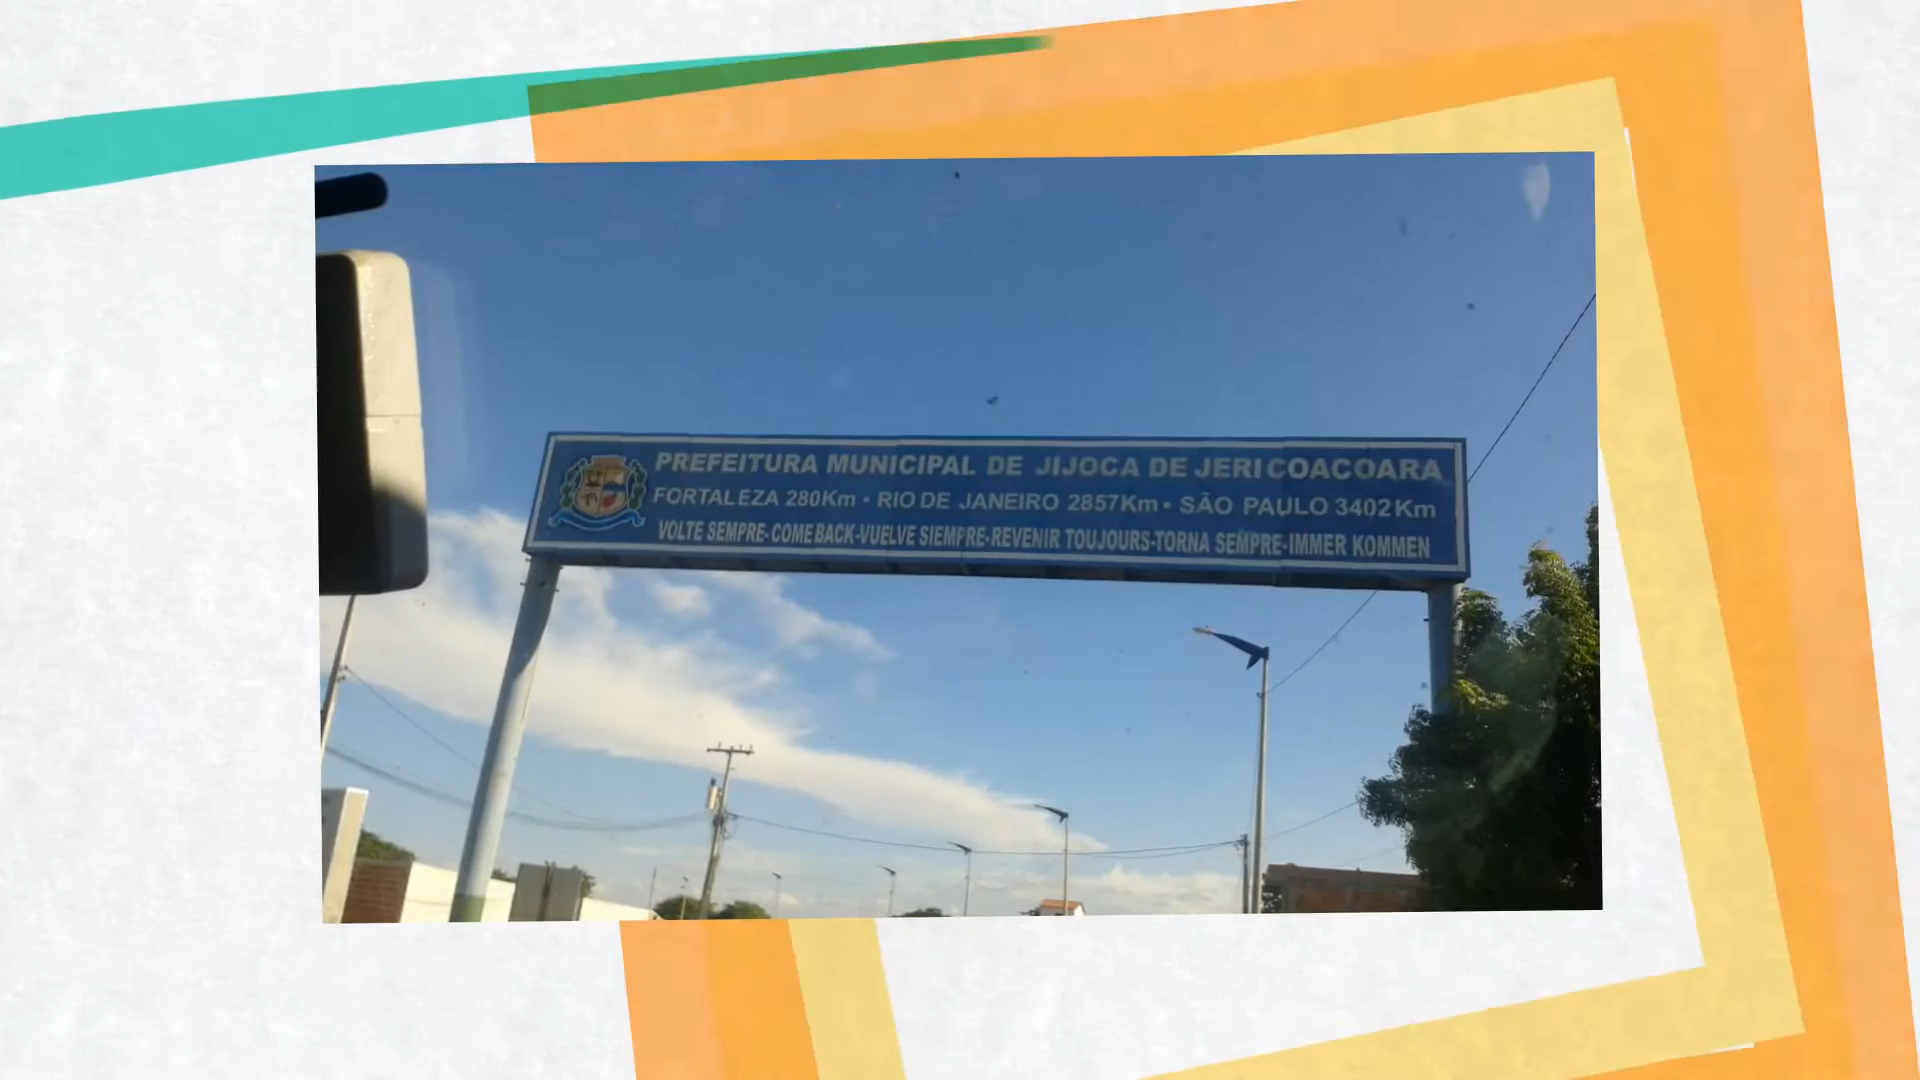 PREFEITURA MUNICIPAL DE JIJOCA DE JERICOACOARA
FORTALEZA 280Km • RIO DE JANEIRO 2857Km • SÃO PAULO 3402Km
VOLTE SEMPRE-COME BACK-VUELVE SIEMPRE-REVENIR TOUJOURS-TORNA SEMPRE-IMMER KOMMEN